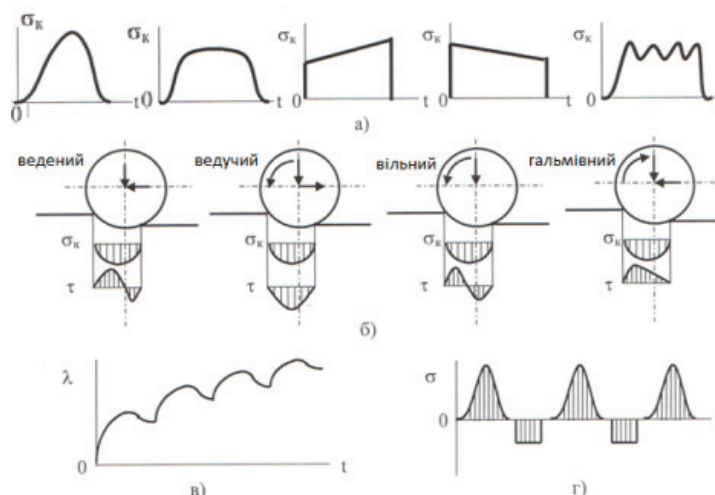 σк σк σк σк σк
0 t 0 t 0 t 0 t 0 t
а)
ведений ведучий вільний гальмівний
σк σк σк σк
τ τ τ τ
б)
λ σ
0
0 t
в) г)